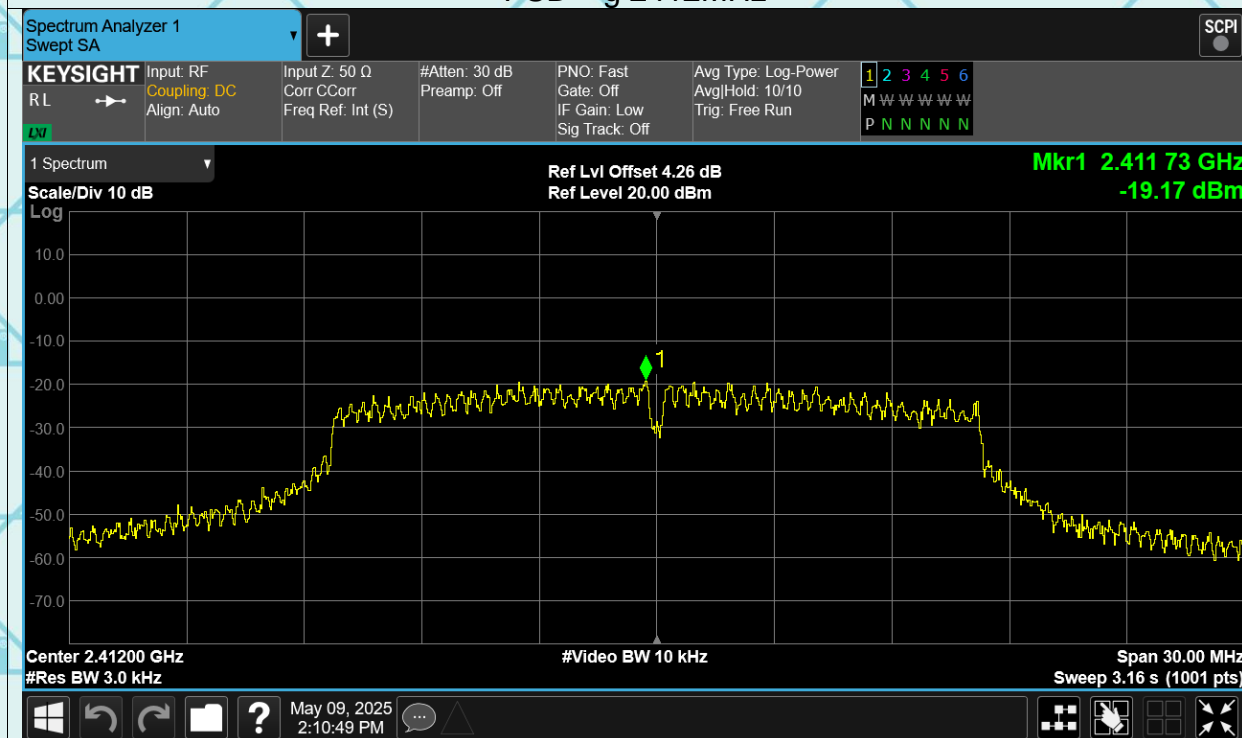 Spectrum Analyzer 1
Swept SA
+
SCPI
KEYSIGHT
RL
LXI
Input: RF
Coupling: DC
Align: Auto
Input Z: 50 Ω
Corr CCorr
Freq Ref: Int (S)
#Atten: 30 dB
Preamp: Off
PNO: Fast
Gate: Off
IF Gain: Low
Sig Track: Off
Avg Type: Log-Power
Avg|Hold: 10/10
Trig: Free Run
1 2 3 4 5 6
M W W W W W
P N N N N N
1 Spectrum
Scale/Div 10 dB
Log
Ref Lvl Offset 4.26 dB
Ref Level 20.00 dBm
Mkr1 2.411 73 GHz
-19.17 dBm
10.0
0.00
-10.0
-20.0
-30.0
-40.0
-50.0
-60.0
-70.0
1
Center 2.41200 GHz
#Res BW 3.0 kHz
#Video BW 10 kHz
Span 30.00 MHz
Sweep 3.16 s (1001 pts)
?
May 09, 2025
2:10:49 PM